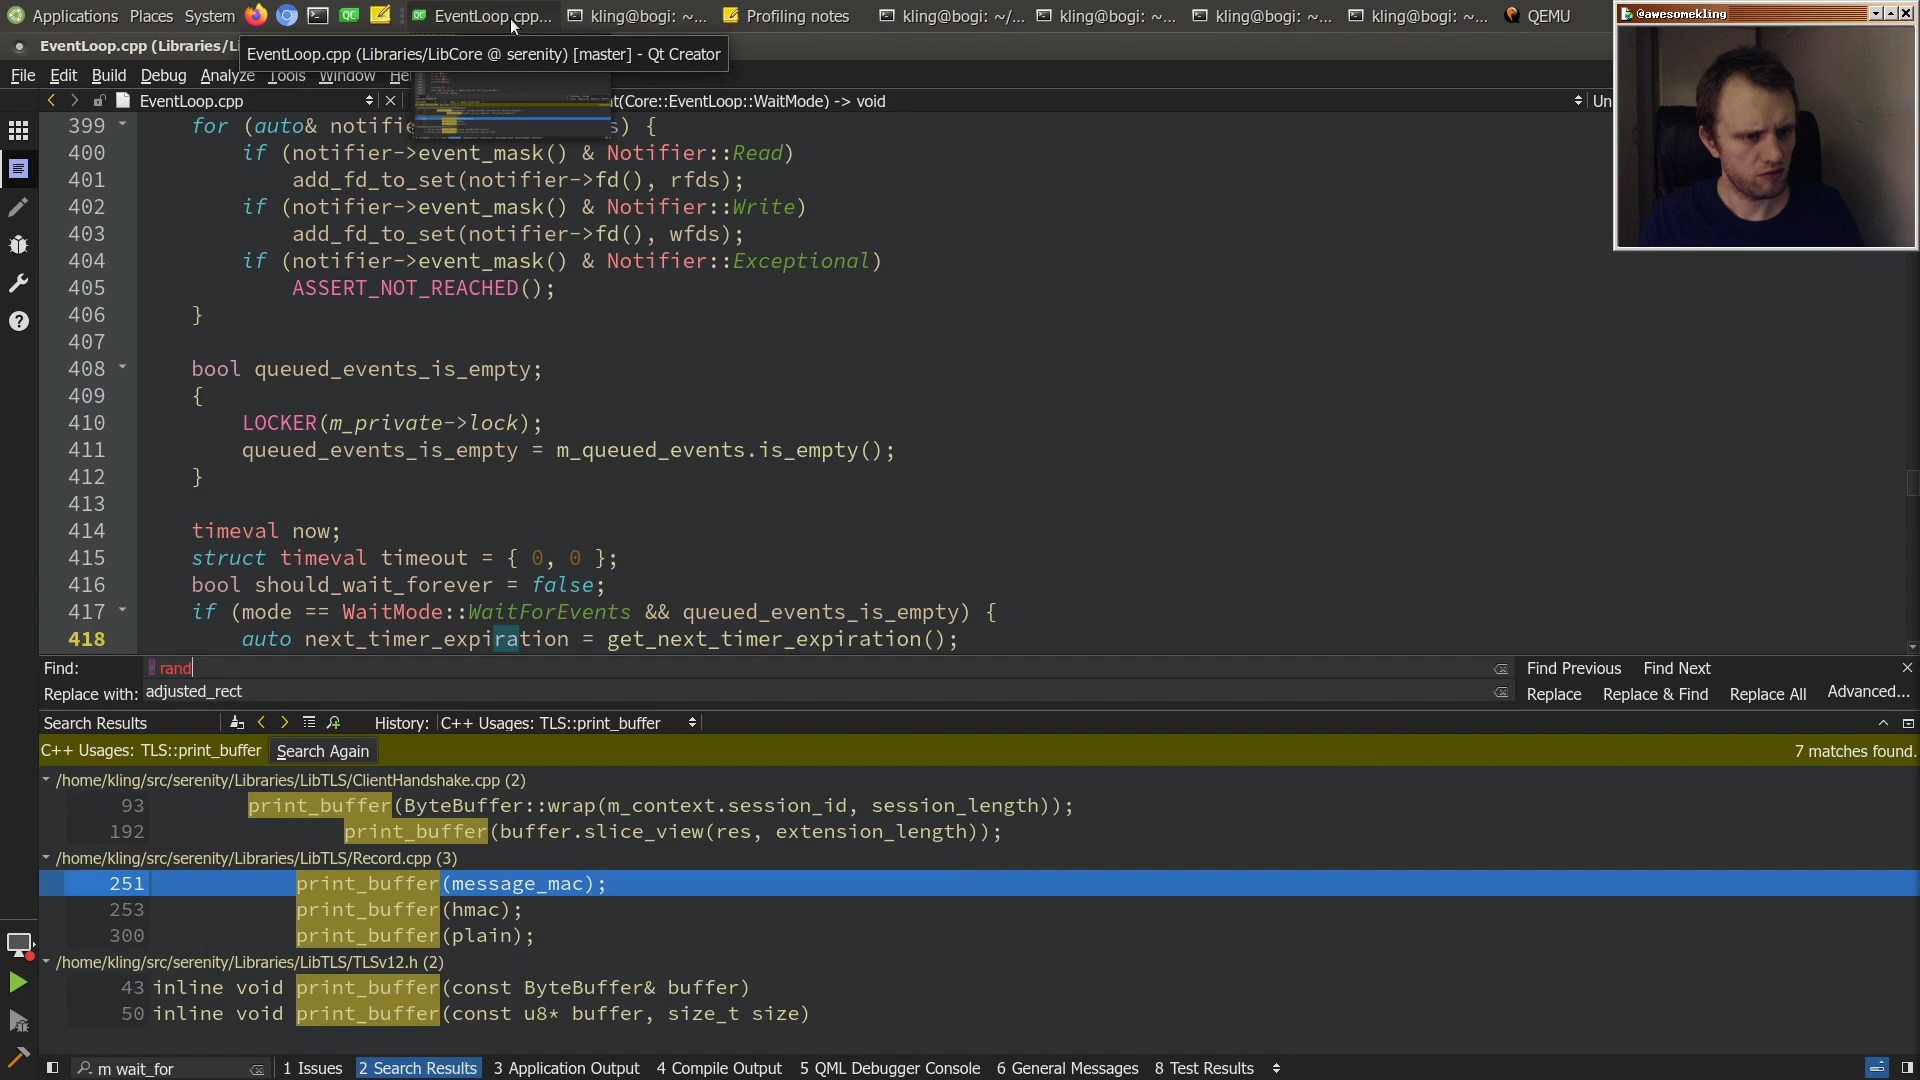 Applications Places System EventLoop.cpp... kling@bogi: ~... Profiling notes kling@bogi: ~/... kling@bogi: ~... kling@bogi: ~... kling@bogi: ~... QEMU
@awesomekling
EventLoop.cpp (Libraries/L
EventLoop.cpp (Libraries/LibCore @ serenity) [master] - Qt Creator
File Edit Build Debug Analyze Tools Window He
EventLoop.cpp t(Core::EventLoop::WaitMode) -> void Un
399 for (auto& notifie s) {
400 if (notifier->event_mask() & Notifier::Read)
401 add_fd_to_set(notifier->fd(), rfds);
402 if (notifier->event_mask() & Notifier::Write)
403 add_fd_to_set(notifier->fd(), wfds);
404 if (notifier->event_mask() & Notifier::Exceptional)
405 ASSERT_NOT_REACHED();
406 }
407
408 bool queued_events_is_empty;
409 {
410 LOCKER(m_private->lock);
411 queued_events_is_empty = m_queued_events.is_empty();
412 }
413
414 timeval now;
415 struct timeval timeout = { 0, 0 };
416 bool should_wait_forever = false;
417 if (mode == WaitMode::WaitForEvents && queued_events_is_empty) {
418 auto next_timer_expiration = get_next_timer_expiration();
Find: rand Find Previous Find Next
Replace with: adjusted_rect Replace Replace & Find Replace All Advanced...
Search Results History: C++ Usages: TLS::print_buffer
C++ Usages: TLS::print_buffer Search Again 7 matches found.
/home/kling/src/serenity/Libraries/LibTLS/ClientHandshake.cpp (2)
93 print_buffer(ByteBuffer::wrap(m_context.session_id, session_length));
192 print_buffer(buffer.slice_view(res, extension_length));
/home/kling/src/serenity/Libraries/LibTLS/Record.cpp (3)
251 print_buffer(message_mac);
253 print_buffer(hmac);
300 print_buffer(plain);
/home/kling/src/serenity/Libraries/LibTLS/TLSv12.h (2)
43 inline void print_buffer(const ByteBuffer& buffer)
50 inline void print_buffer(const u8* buffer, size_t size)
m wait_for 1 Issues 2 Search Results 3 Application Output 4 Compile Output 5 QML Debugger Console 6 General Messages 8 Test Results